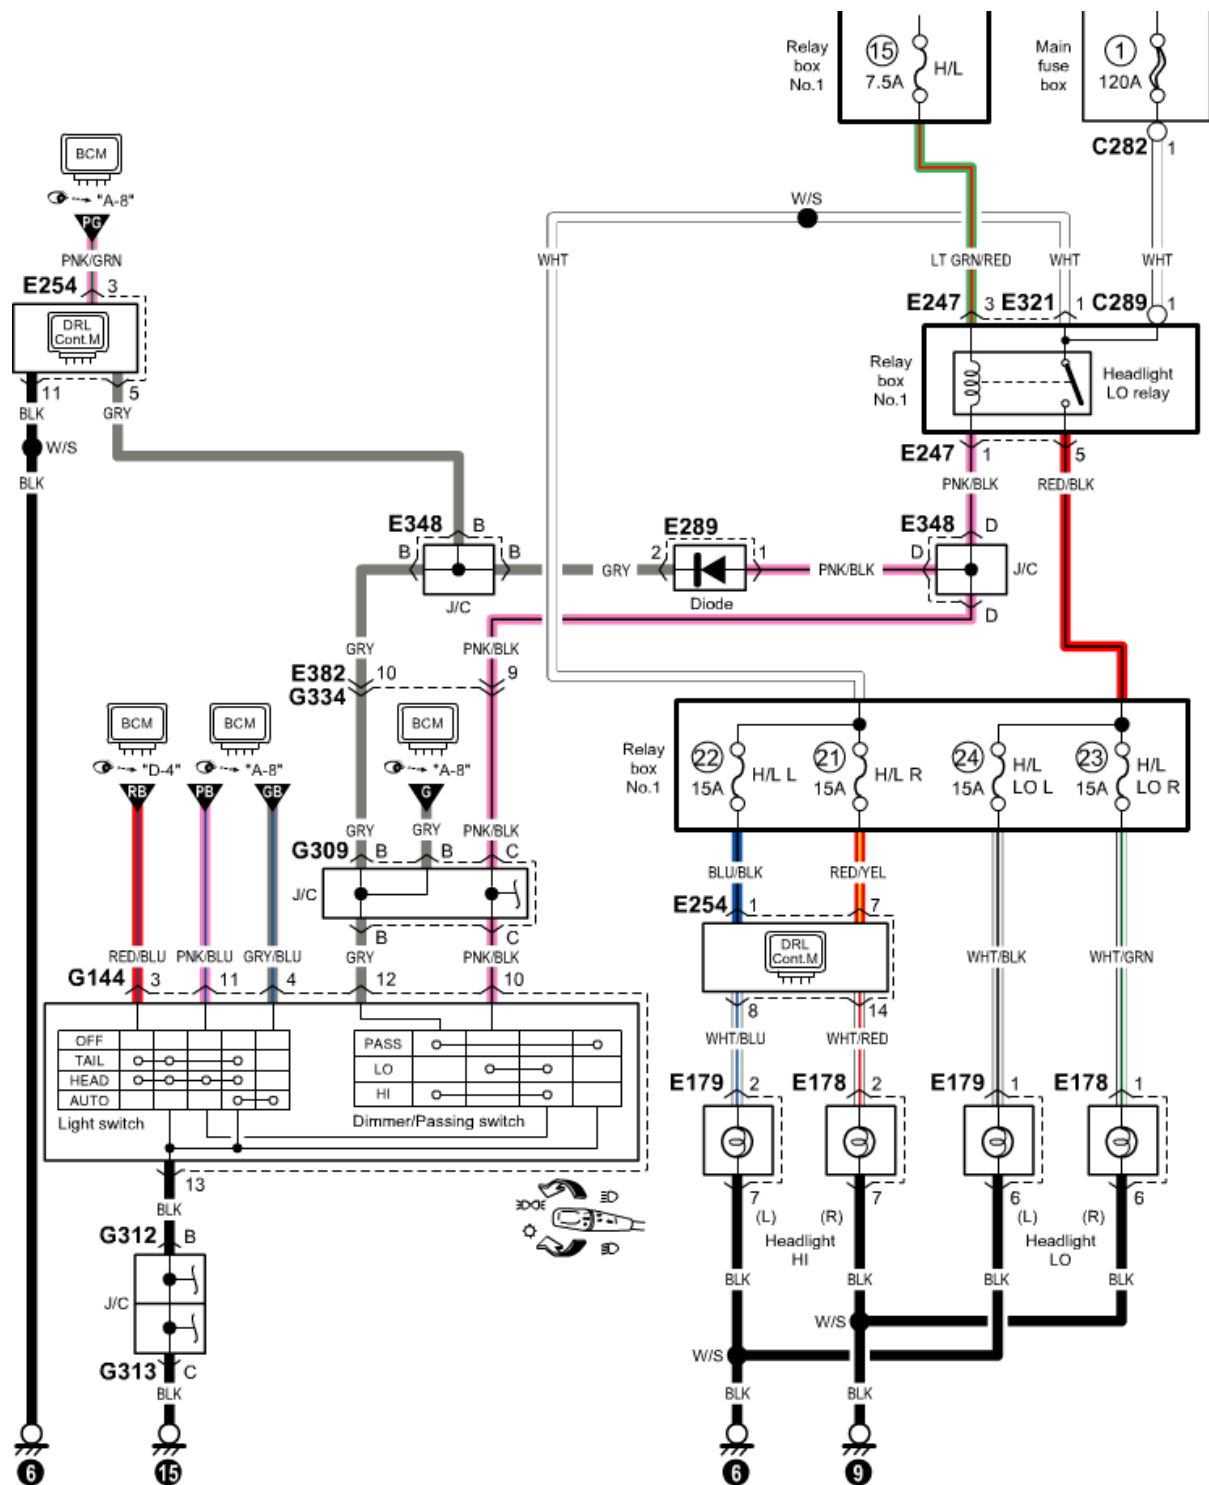 Relay
box
No.1
15
7.5A
H/L
Main
fuse
box
1
120A
C282
1
BCM
"A-8"
PG
PNK/GRN
W/S
WHT
LT GRN/RED
WHT
WHT
E254
3
E247
3
E321
1
C289
1
DRL
Cont.M
Relay
box
No.1
Headlight
LO relay
11
5
BLK
GRY
W/S
BLK
E247
1
5
PNK/BLK
RED/BLK
E348
B
B
B
J/C
E289
2
1
GRY
Diode
PNK/BLK
E348
D
D
D
J/C
GRY
PNK/BLK
E382
10
9
G334
BCM
BCM
BCM
"D-4"
"A-8"
"A-8"
RB
PB
GB
G
Relay
box
No.1
22
15A
H/L L
21
15A
H/L R
24
15A
H/L
LO L
23
15A
H/L
LO R
GRY
GRY
PNK/BLK
G309
B
B
C
J/C
B
C
BLU/BLK
RED/YEL
E254
1
7
DRL
Cont.M
RED/BLU
PNK/BLU
GRY/BLU
GRY
PNK/BLK
WHT/BLK
WHT/GRN
G144
3
11
4
12
10
8
14
WHT/BLU
WHT/RED
OFF
TAIL
HEAD
AUTO
Light switch
PASS
LO
HI
Dimmer/Passing switch
E179
2
E178
2
E179
1
E178
1
13
BLK
7
7
6
6
(L)
(R)
Headlight
HI
(L)
(R)
Headlight
LO
G312
B
J/C
BLK
BLK
BLK
BLK
W/S
W/S
G313
C
BLK
BLK
BLK
6
15
6
9